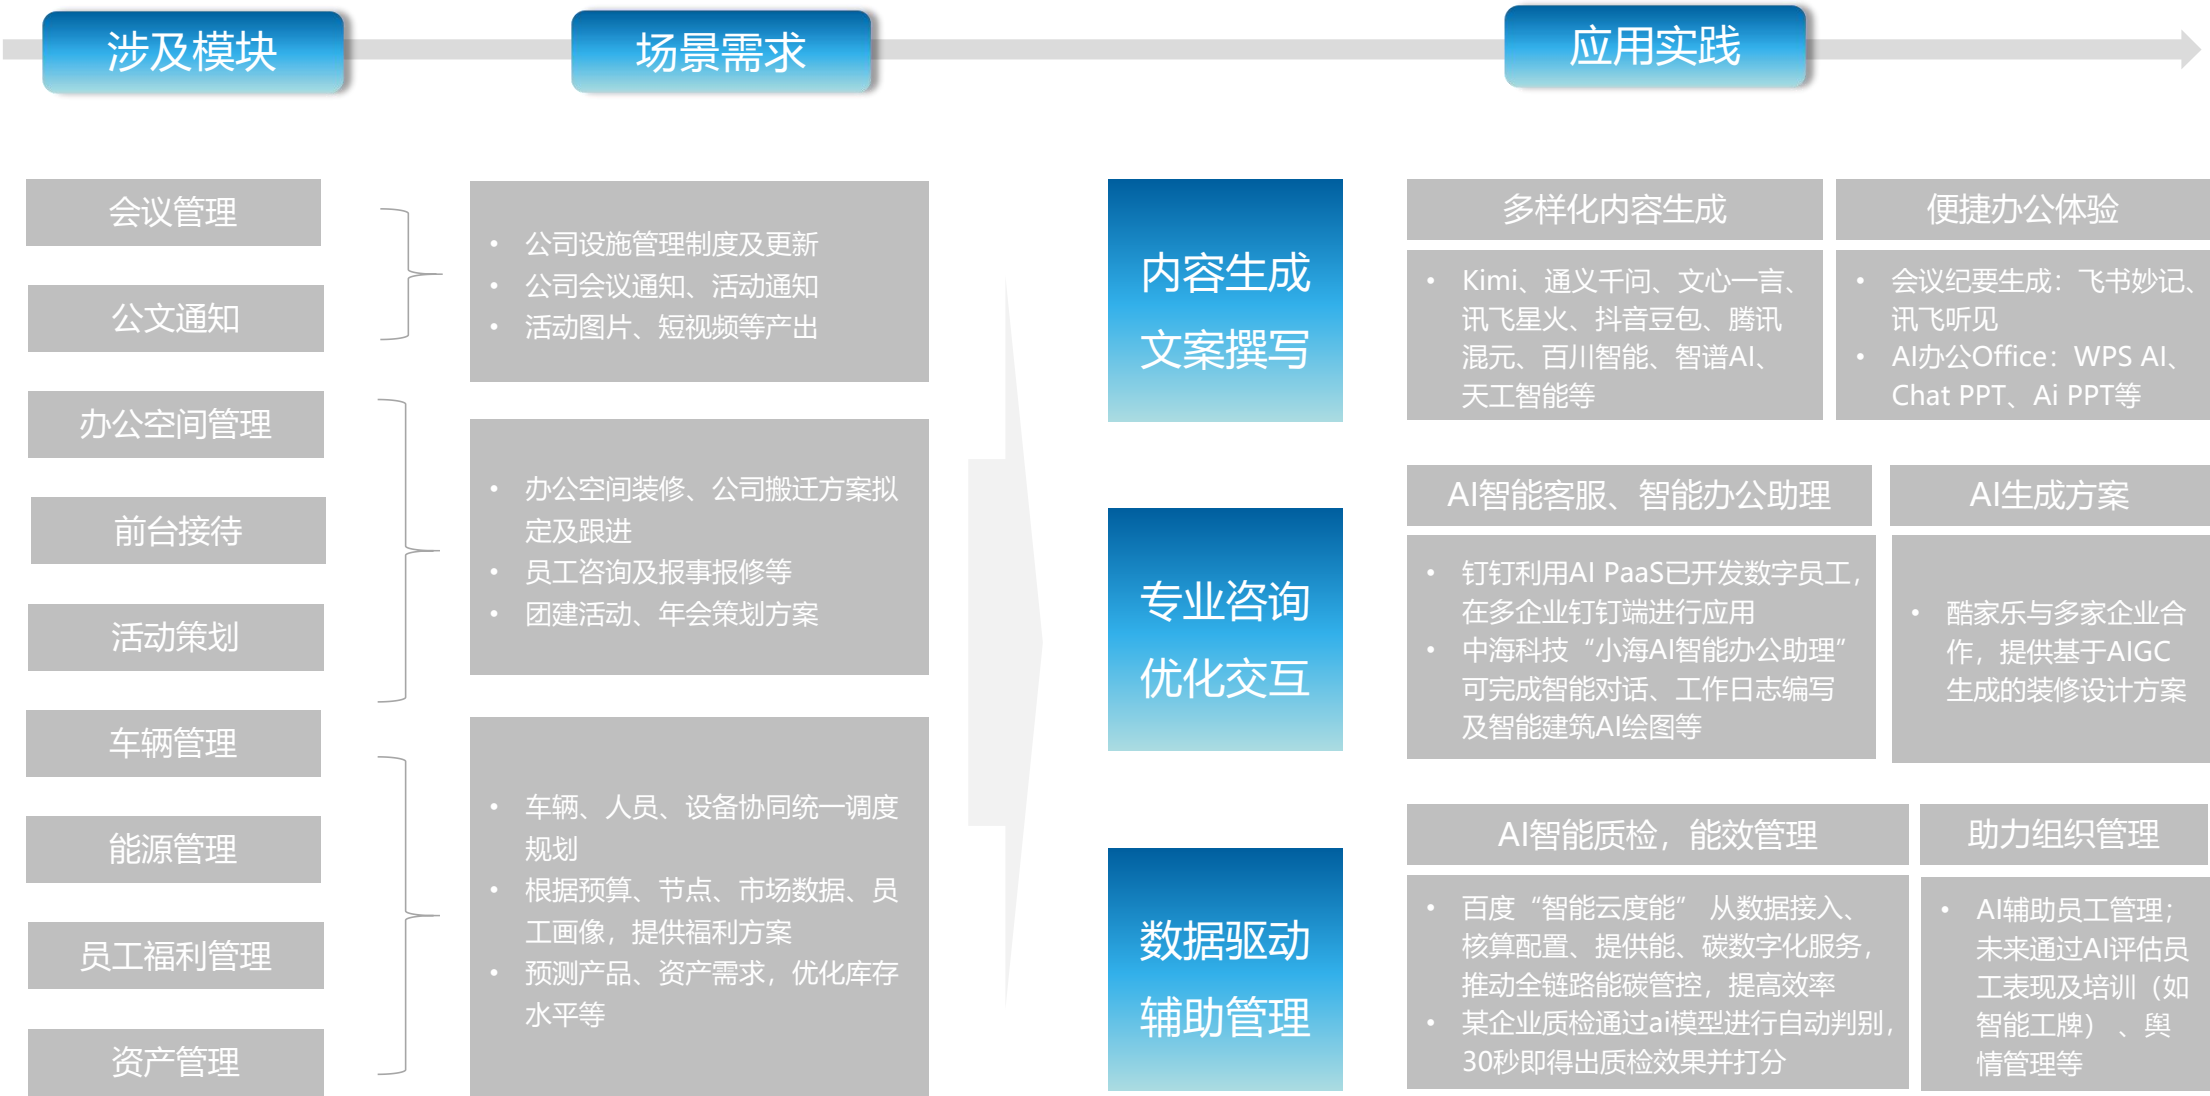 涉及模块
场景需求
应用实践
会议管理
公文通知
办公空间管理
前台接待
活动策划
车辆管理
能源管理
员工福利管理
资产管理
• 公司设施管理制度及更新
• 公司会议通知、活动通知
• 活动图片、短视频等产出
• 办公空间装修、公司搬迁方案拟
定及跟进
• 员工咨询及报事报修等
• 团建活动、年会策划方案
• 车辆、人员、设备协同统一调度
规划
• 根据预算、节点、市场数据、员
工画像，提供福利方案
• 预测产品、资产需求，优化库存
水平等
内容生成
文案撰写
多样化内容生成
• Kimi、通义千问、文心一言、
讯飞星火、抖音豆包、腾讯
混元、百川智能、智谱AI、
天工智能等
便捷办公体验
• 会议纪要生成：飞书妙记、
讯飞听见
• AI办公Office：WPS AI、
Chat PPT、Ai PPT等
专业咨询
优化交互
AI智能客服、智能办公助理
• 钉钉利用AI PaaS已开发数字员工，
在多企业钉钉端进行应用
• 中海科技“小海AI智能办公助理”
可完成智能对话、工作日志编写
及智能建筑AI绘图等
AI生成方案
• 酷家乐与多家企业合
作，提供基于AIGC
生成的装修设计方案
数据驱动
辅助管理
AI智能质检，能效管理
• 百度“智能云度能” 从数据接入、
核算配置、提供能、碳数字化服务，
推动全链路能碳管控，提高效率
• 某企业质检通过ai模型进行自动判别，
30秒即得出质检效果并打分
助力组织管理
• AI辅助员工管理；
未来通过AI评估员
工表现及培训（如
智能工牌） 、舆
情管理等